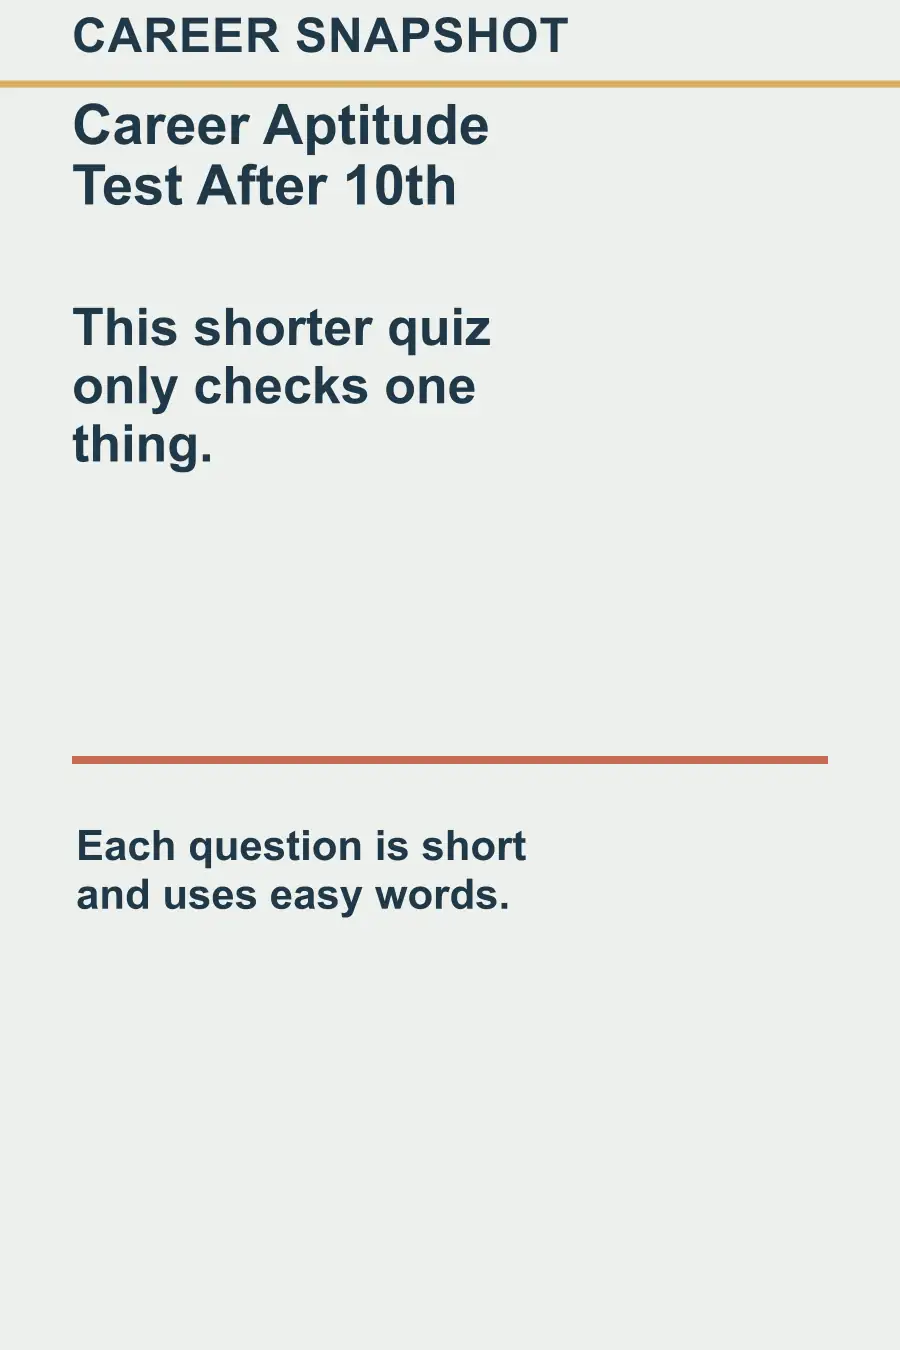 CAREER SNAPSHOT
Career Aptitude
Test After 10th
This shorter quiz
only checks one
thing.
Each question is short
and uses easy words.